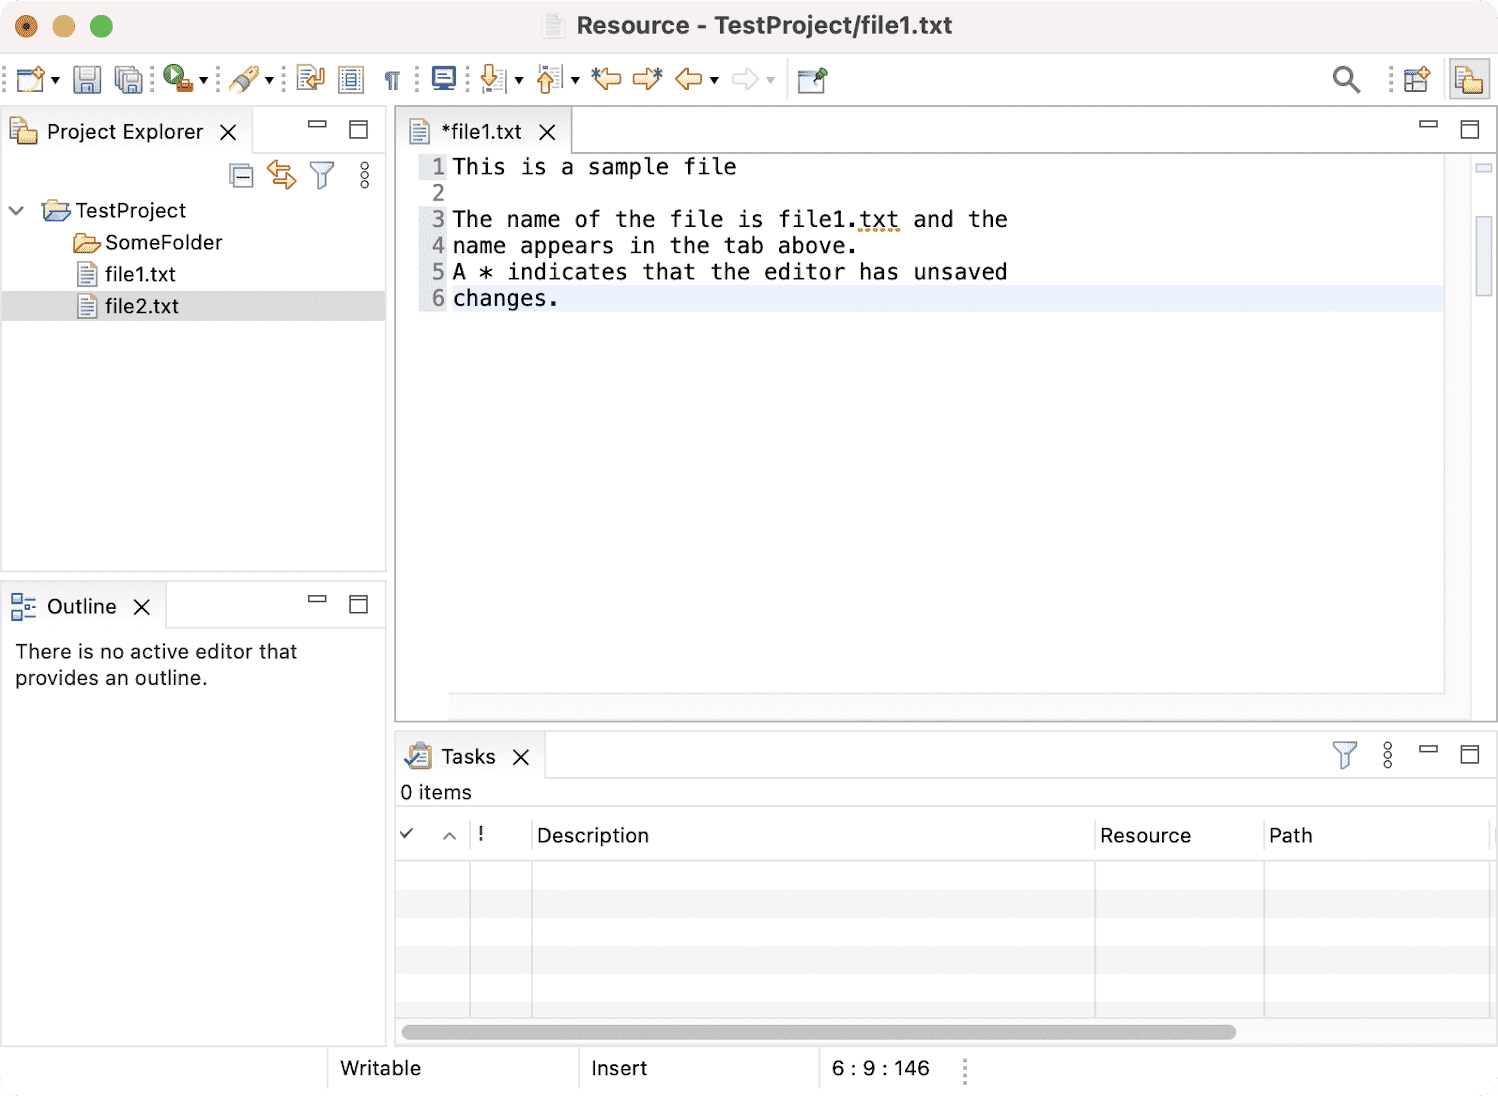 Resource - TestProject/file1.txt
Project Explorer
TestProject
SomeFolder
file1.txt
file2.txt
*file1.txt
1 This is a sample file
2
3 The name of the file is file1.txt and the
4 name appears in the tab above.
5 A * indicates that the editor has unsaved
6 changes.
Outline
There is no active editor that
provides an outline.
Tasks
0 items
! Description Resource Path
Writable Insert 6 : 9 : 146